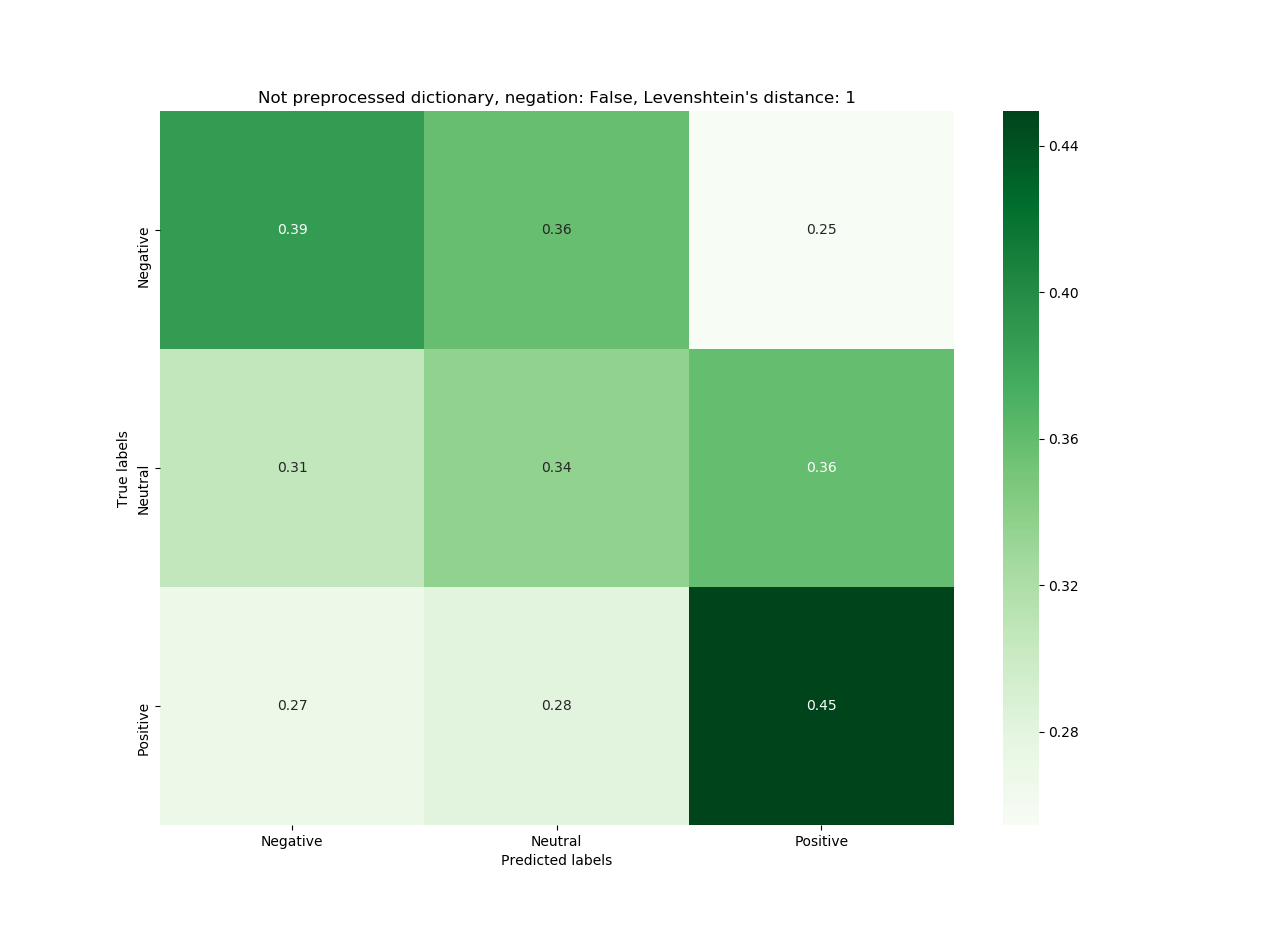 Not preprocessed dictionary, negation: False, Levenshtein's distance: 1
True labels
Negative
0.39 0.36 0.25
Neutral
0.31 0.34 0.36
Positive
0.27 0.28 0.45
Negative Neutral Positive
Predicted labels
0.44
0.40
0.36
0.32
0.28